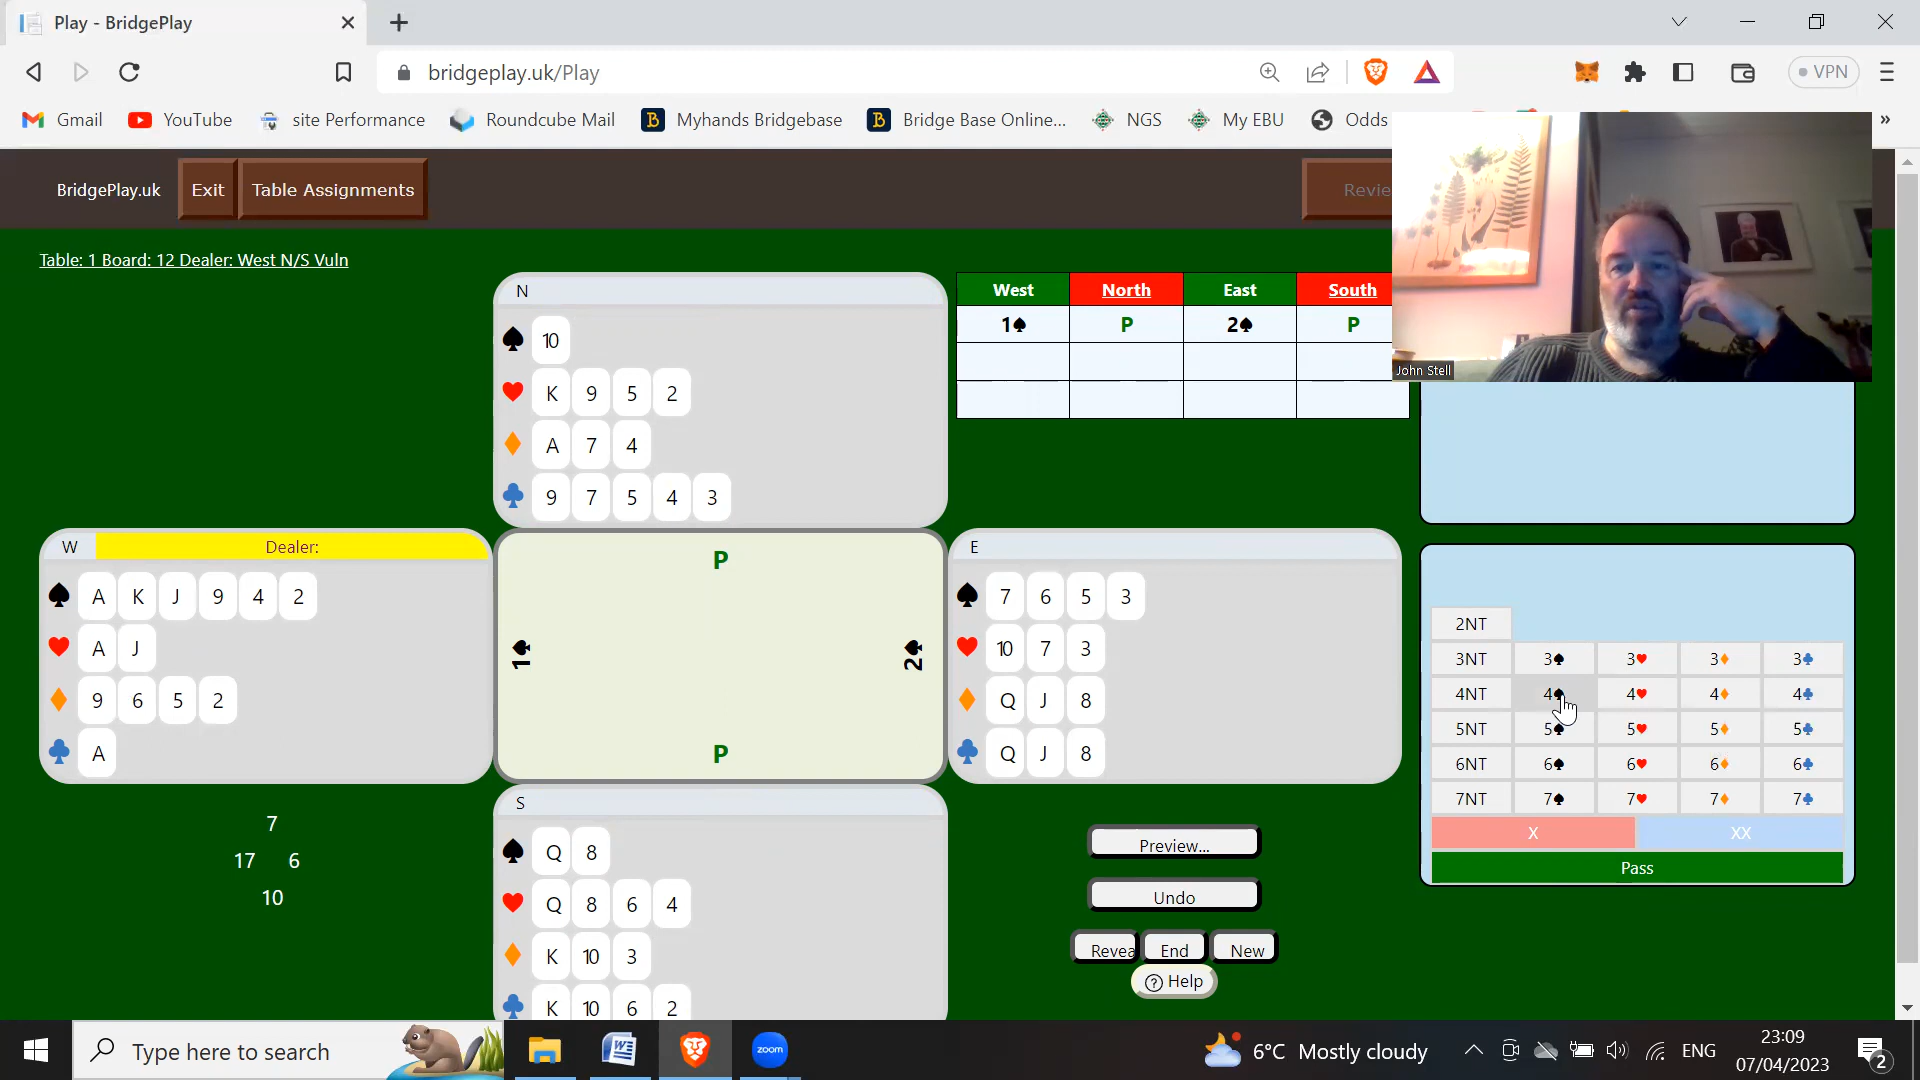 Play - BridgePlay
bridgeplay.uk/Play
VPN
Gmail YouTube site Performance Roundcube Mail Myhands Bridgebase Bridge Base Online... NGS My EBU Odds »
BridgePlay.uk Exit Table Assignments Revie
Table: 1 Board: 12 Dealer: West N/S Vuln
John Stell
West North East South
1♠ P 2♠ P
N
♠ 10
♥ K 9 5 2
♦ A 7 4
♣ 9 7 5 4 3
W Dealer:
♠ A K J 9 4 2
♥ A J
♦ 9 6 5 2
♣ A
P
1♠ 2♠
P
E
♠ 7 6 5 3
♥ 10 7 3
♦ Q J 8
♣ Q J 8
S
♠ Q 8
♥ Q 8 6 4
♦ K 10 3
♣ K 10 6 2
7
17 6
10
2NT
3NT 3♠ 3♥ 3♦ 3♣
4NT 4♠ 4♥ 4♦ 4♣
5NT 5♠ 5♥ 5♦ 5♣
6NT 6♠ 6♥ 6♦ 6♣
7NT 7♠ 7♥ 7♦ 7♣
X XX
Pass
Preview...
Undo
Revea End New
? Help
Type here to search
W
zoom
6°C Mostly cloudy
ENG
23:09
07/04/2023
2